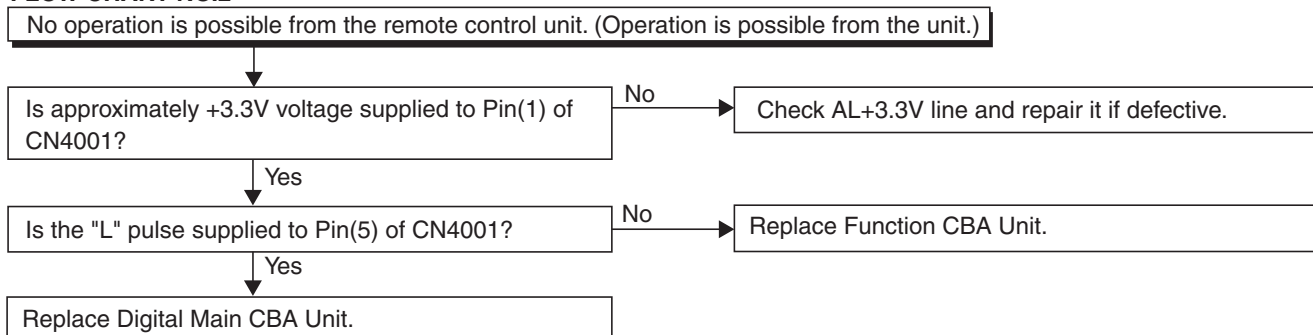 No operation is possible from the remote control unit. (Operation is possible from the unit.)
Is approximately +3.3V voltage supplied to Pin(1) of
CN4001?
No
Check AL+3.3V line and repair it if defective.
Yes
Is the "L" pulse supplied to Pin(5) of CN4001?
No
Replace Function CBA Unit.
Yes
Replace Digital Main CBA Unit.